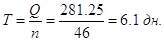 T = Q/n = 281.25/46 = 6.1 дн.